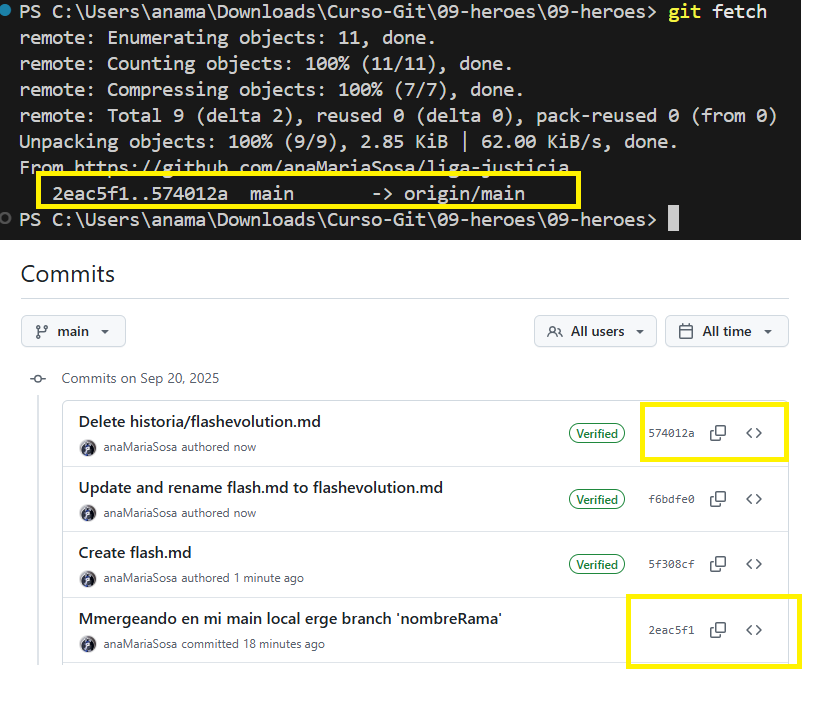 PS C:\Users\anama\Downloads\Curso-Git\09-heroes\09-heroes> git fetch
remote: Enumerating objects: 11, done.
remote: Counting objects: 100% (11/11), done.
remote: Compressing objects: 100% (7/7), done.
remote: Total 9 (delta 2), reused 0 (delta 0), pack-reused 0 (from 0)
Unpacking objects: 100% (9/9), 2.85 KiB | 62.00 KiB/s, done.
From https://github.com/anaMariaSosa/liga-justicia
2eac5f1..574012a  main       -> origin/main
PS C:\Users\anama\Downloads\Curso-Git\09-heroes\09-heroes>
Commits
main
All users
All time
Commits on Sep 20, 2025
Delete historia/flashevolution.md
anaMariaSosa authored now
Verified
574012a
Update and rename flash.md to flashevolution.md
anaMariaSosa authored now
Verified
f6bdfe0
Create flash.md
anaMariaSosa authored 1 minute ago
Verified
5f308cf
Mmergeando en mi main local erge branch 'nombreRama'
anaMariaSosa committed 18 minutes ago
2eac5f1